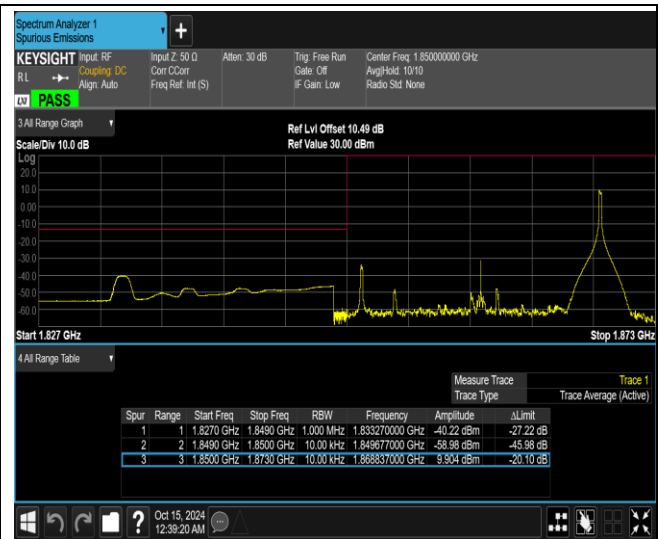 Spectrum Analyzer 1
Spurious Emissions
KEYSIGHT Input: RF Input Z: 50 Ω Atten: 30 dB Trig: Free Run Center Freq: 1.850000000 GHz
Coupling: DC Corr CCorr Gate: Off Avg|Hold: 10/10
RL Align: Auto Freq Ref: Int (S) IF Gain: Low Radio Std: None
LXI PASS
3 All Range Graph
Ref Lvl Offset 10.49 dB
Scale/Div 10.0 dB Ref Value 30.00 dBm
Log
20.0
10.0
0.00
-10.0
-20.0
-30.0
-40.0
-50.0
-60.0
Start 1.827 GHz Stop 1.873 GHz
4 All Range Table
Measure Trace Trace 1
Trace Type Trace Average (Active)
Spur Range Start Freq Stop Freq RBW Frequency Amplitude ΔLimit
1 1 1.8270 GHz 1.8490 GHz 1.000 MHz 1.833270000 GHz -40.22 dBm -27.22 dB
2 2 1.8490 GHz 1.8500 GHz 10.00 kHz 1.849677000 GHz -58.98 dBm -45.98 dB
3 3 1.8500 GHz 1.8730 GHz 10.00 kHz 1.868837000 GHz 9.904 dBm -20.10 dB
? Oct 15, 2024
12:39:20 AM